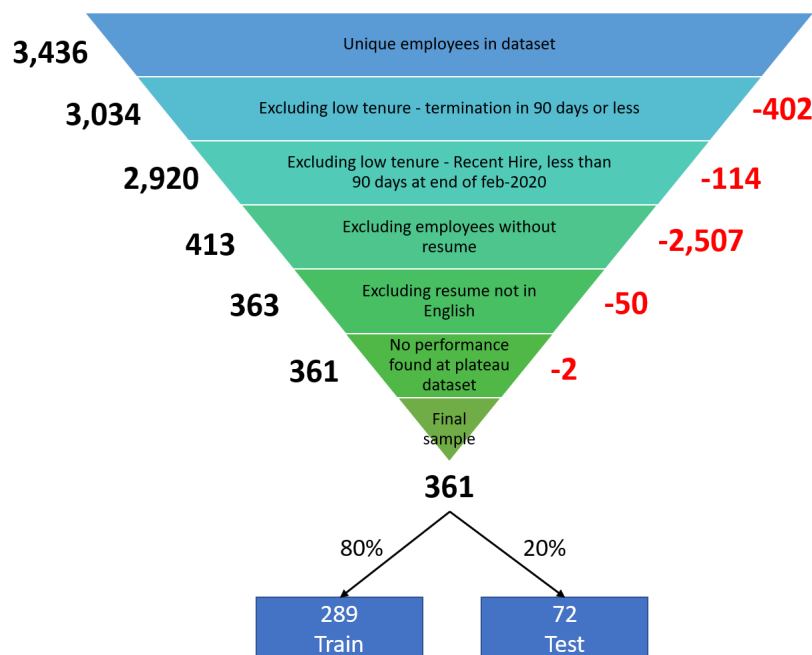 3,436
Unique employees in dataset
3,034
Excluding low tenure - termination in 90 days or less
-402
2,920
Excluding low tenure - Recent Hire, less than
90 days at end of feb-2020
-114
413
Excluding employees without
resume
-2,507
363
Excluding resume not in
English
-50
361
No performance
found at plateau
dataset
-2
Final
sample
361
80%
20%
289
Train
72
Test